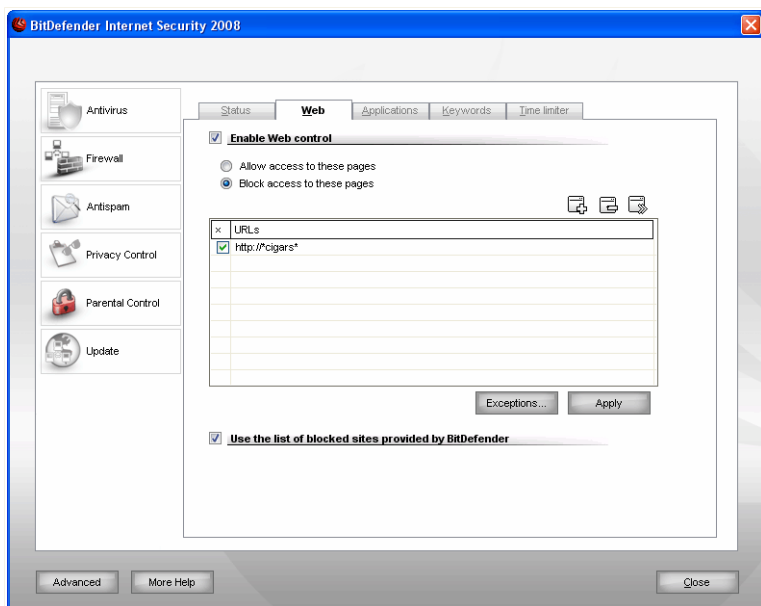 BitDefender Internet Security 2008
Antivirus
Firewall
Antispam
Privacy Control
Parental Control
Update
Status Web Applications Keywords Time limiter
Enable Web control
Allow access to these pages
Block access to these pages
× URLs
http://*cigars*
Exceptions... Apply
Use the list of blocked sites provided by BitDefender
Advanced More Help Close